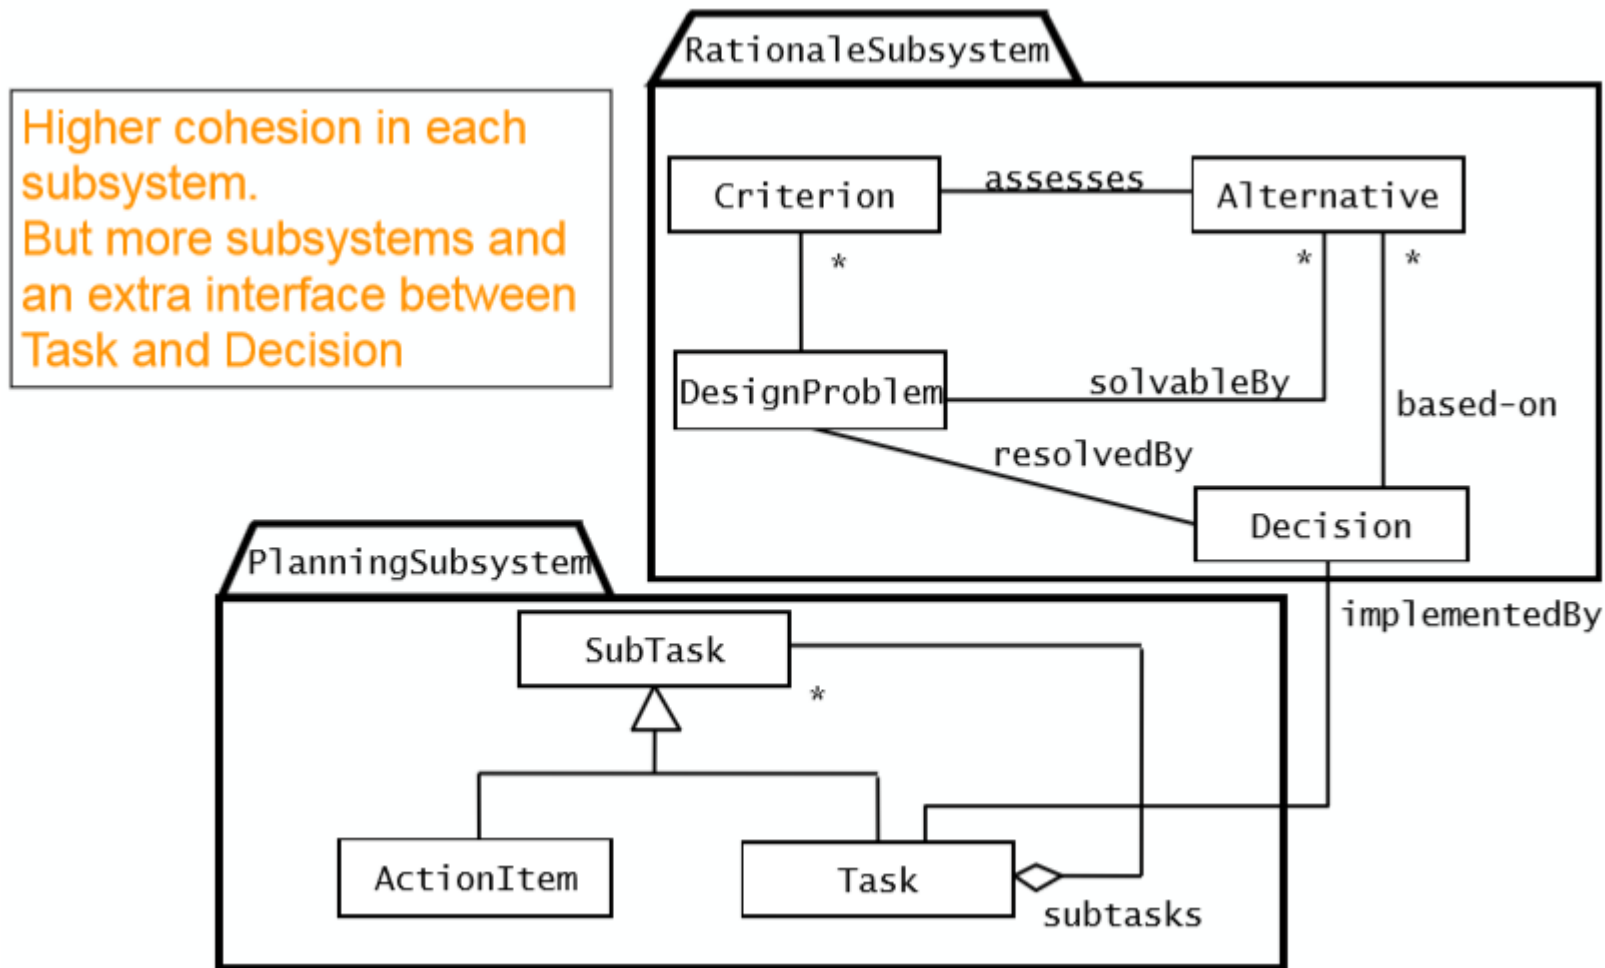 RationaleSubsystem
Higher cohesion in each
subsystem.
But more subsystems and
an extra interface between
Task and Decision
Criterion
assesses
Alternative
*
*
*
DesignProblem
solvableBy
based-on
resolvedBy
Decision
PlanningSubsystem
implementedBy
SubTask
*
ActionItem
Task
subtasks